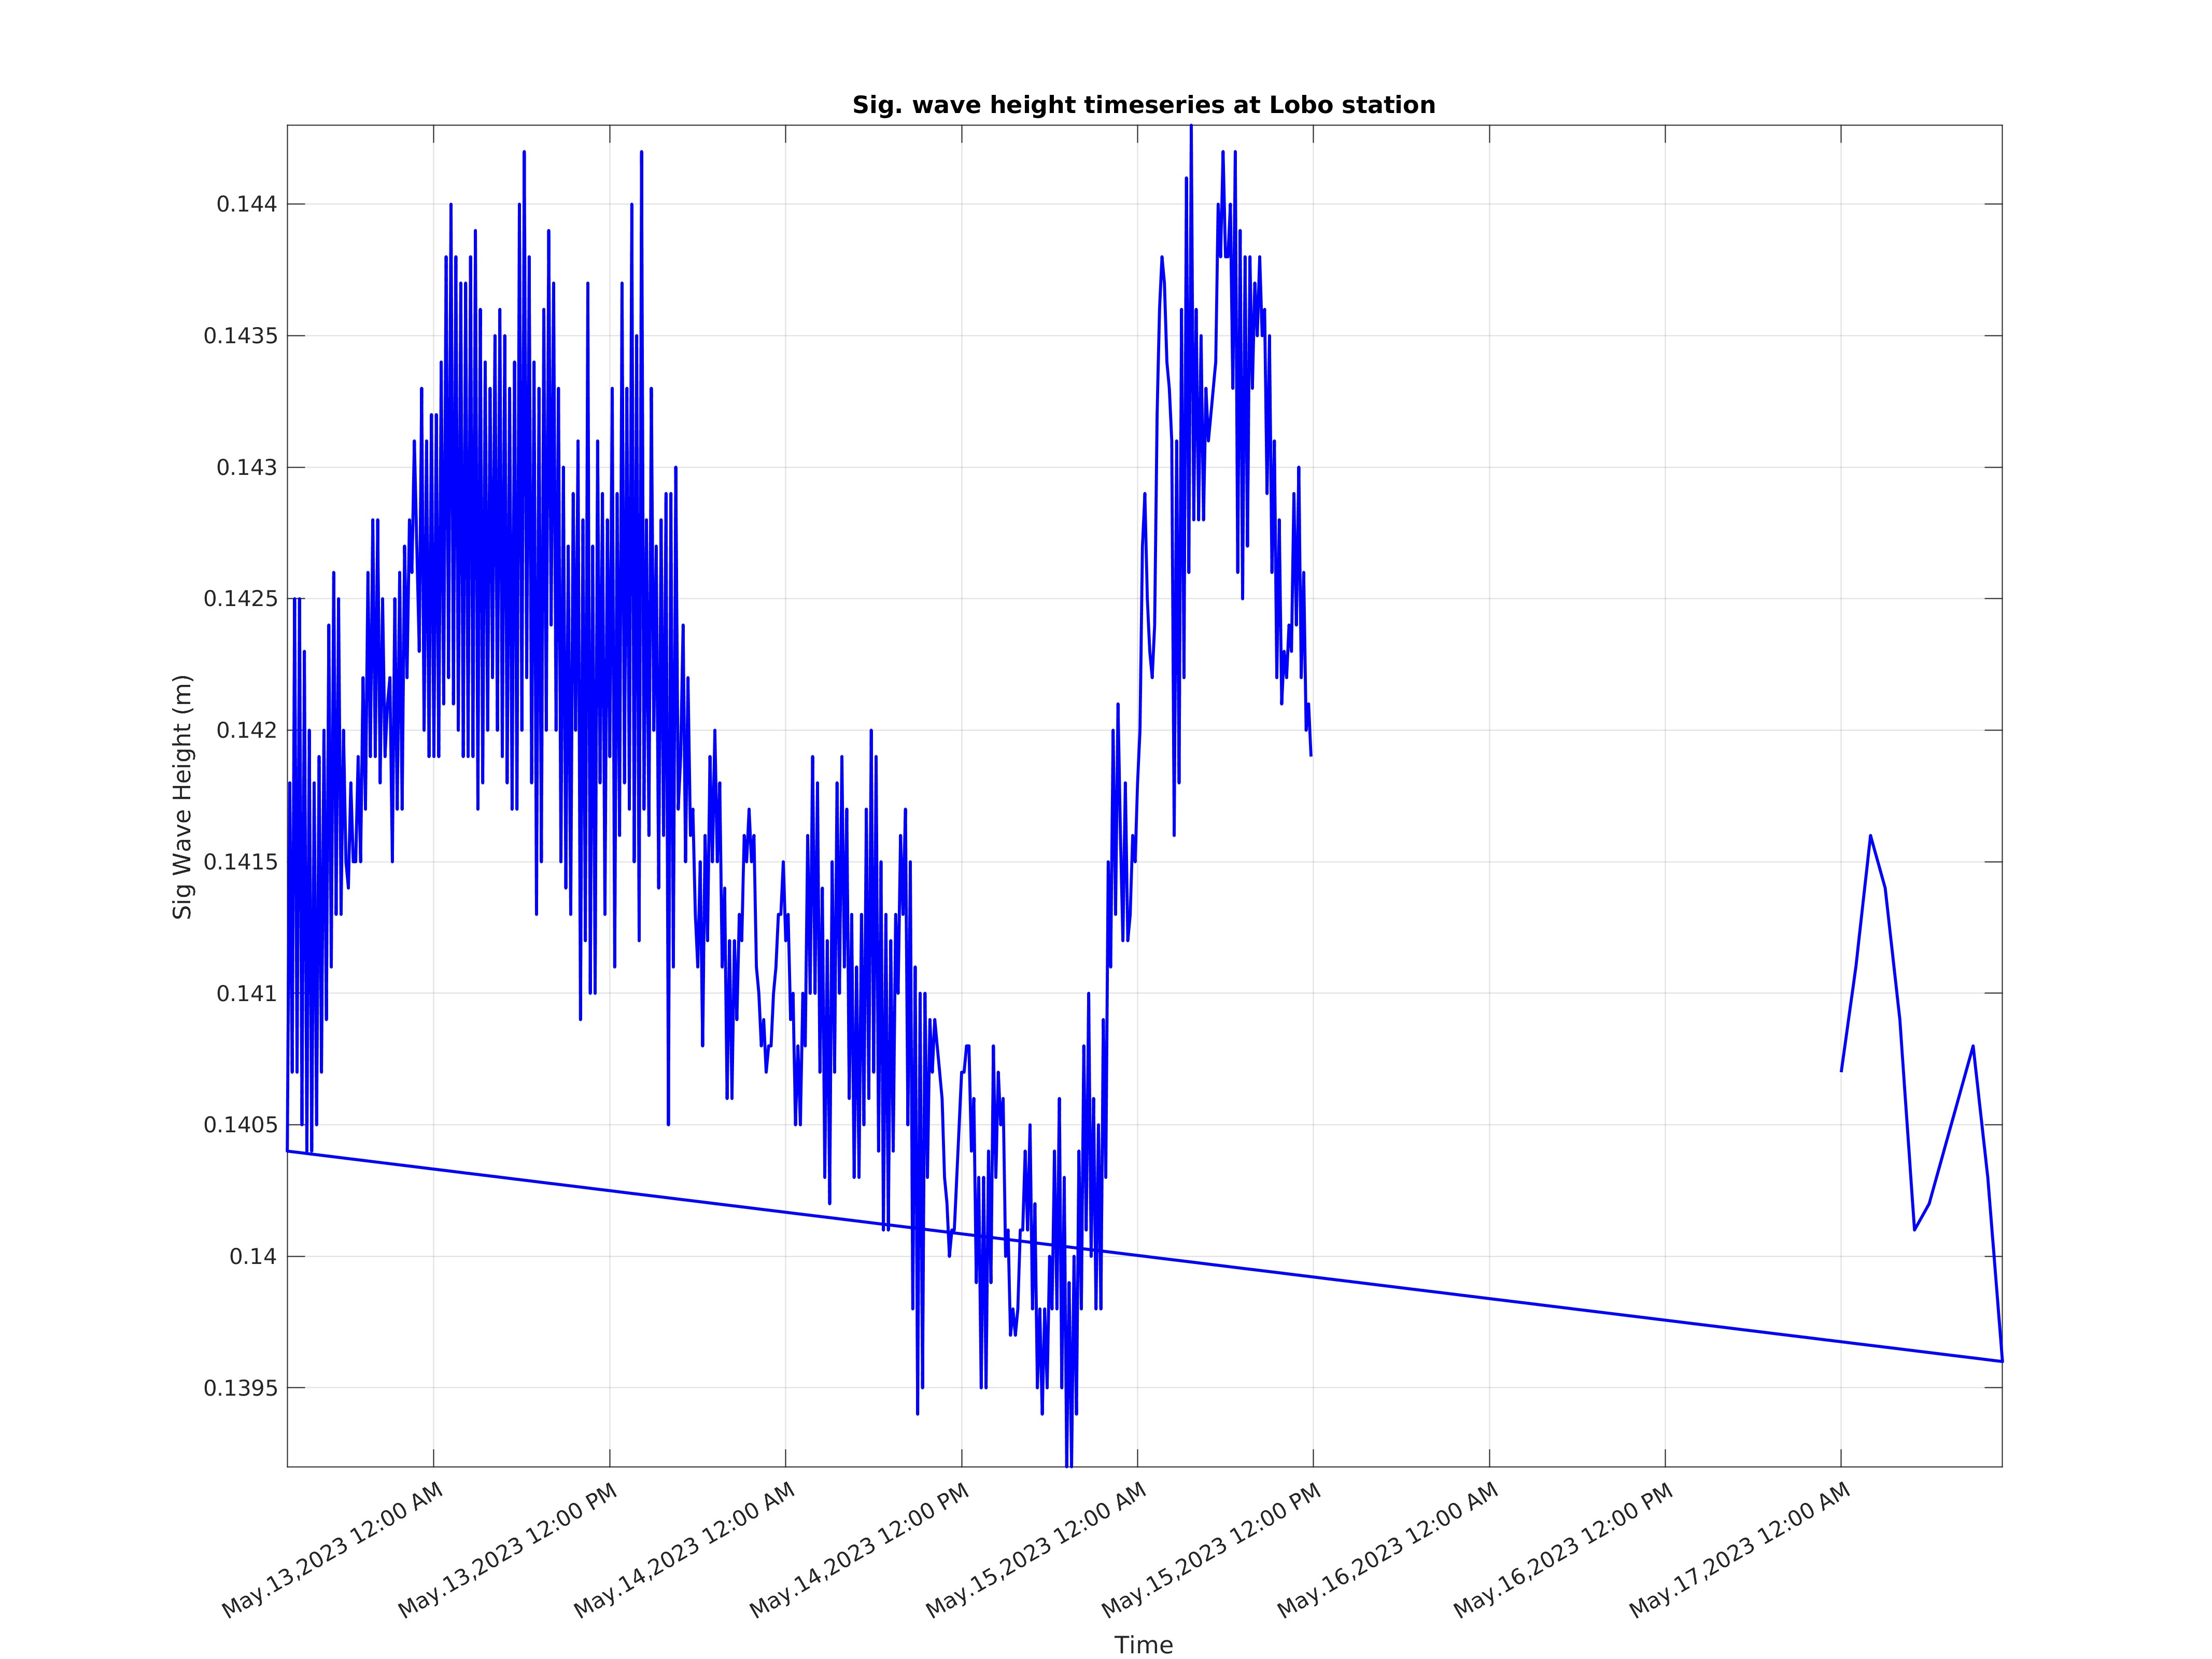 Sig. wave height timeseries at Lobo station
0.144
0.1435
0.143
0.1425
0.142
0.1415
0.141
0.1405
0.14
0.1395
Sig Wave Height (m)
May.13,2023 12:00 AM
May.13,2023 12:00 PM
May.14,2023 12:00 AM
May.14,2023 12:00 PM
May.15,2023 12:00 AM
May.15,2023 12:00 PM
May.16,2023 12:00 AM
May.16,2023 12:00 PM
May.17,2023 12:00 AM
Time